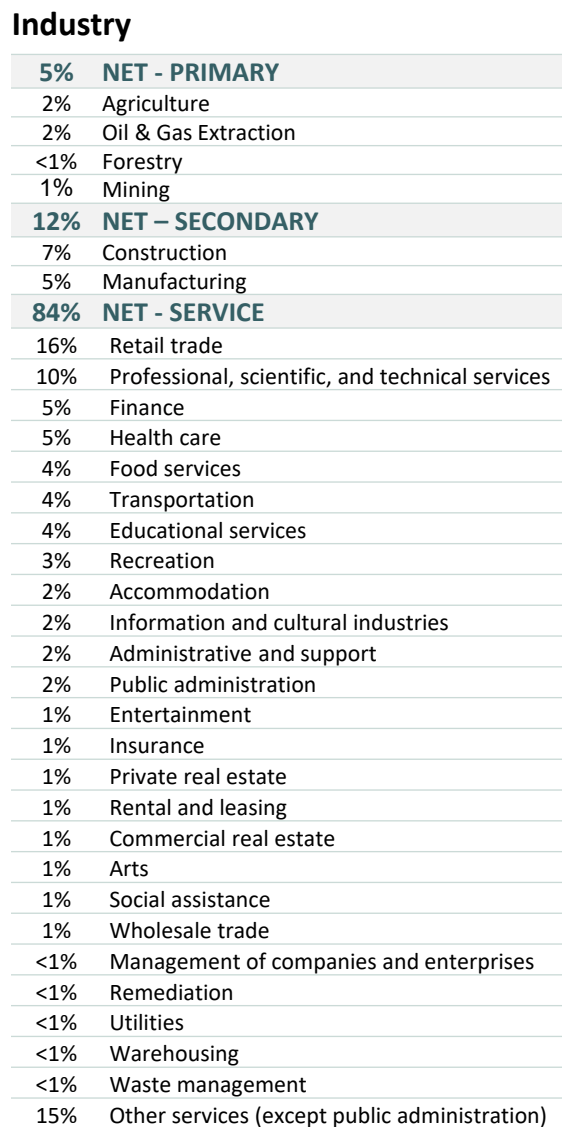 Industry
5% NET - PRIMARY
2% Agriculture
2% Oil & Gas Extraction
<1% Forestry
1% Mining
12% NET – SECONDARY
7% Construction
5% Manufacturing
84% NET - SERVICE
16% Retail trade
10% Professional, scientific, and technical services
5% Finance
5% Health care
4% Food services
4% Transportation
4% Educational services
3% Recreation
2% Accommodation
2% Information and cultural industries
2% Administrative and support
2% Public administration
1% Entertainment
1% Insurance
1% Private real estate
1% Rental and leasing
1% Commercial real estate
1% Arts
1% Social assistance
1% Wholesale trade
<1% Management of companies and enterprises
<1% Remediation
<1% Utilities
<1% Warehousing
<1% Waste management
15% Other services (except public administration)